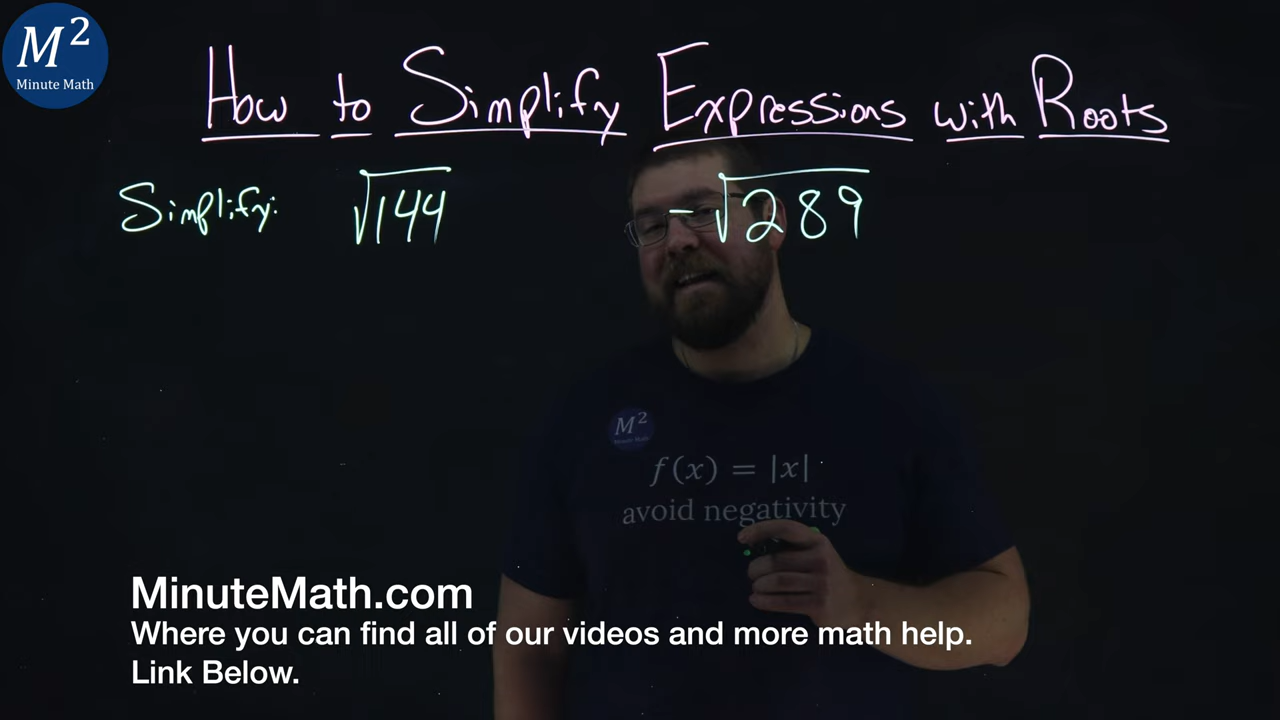 M²
Minute Math
How to Simplify Expressions with Roots
Simplify: √144 -√289
M²
Minute Math
f(x) = |x|
avoid negativity
MinuteMath.com
Where you can find all of our videos and more math help.
Link Below.